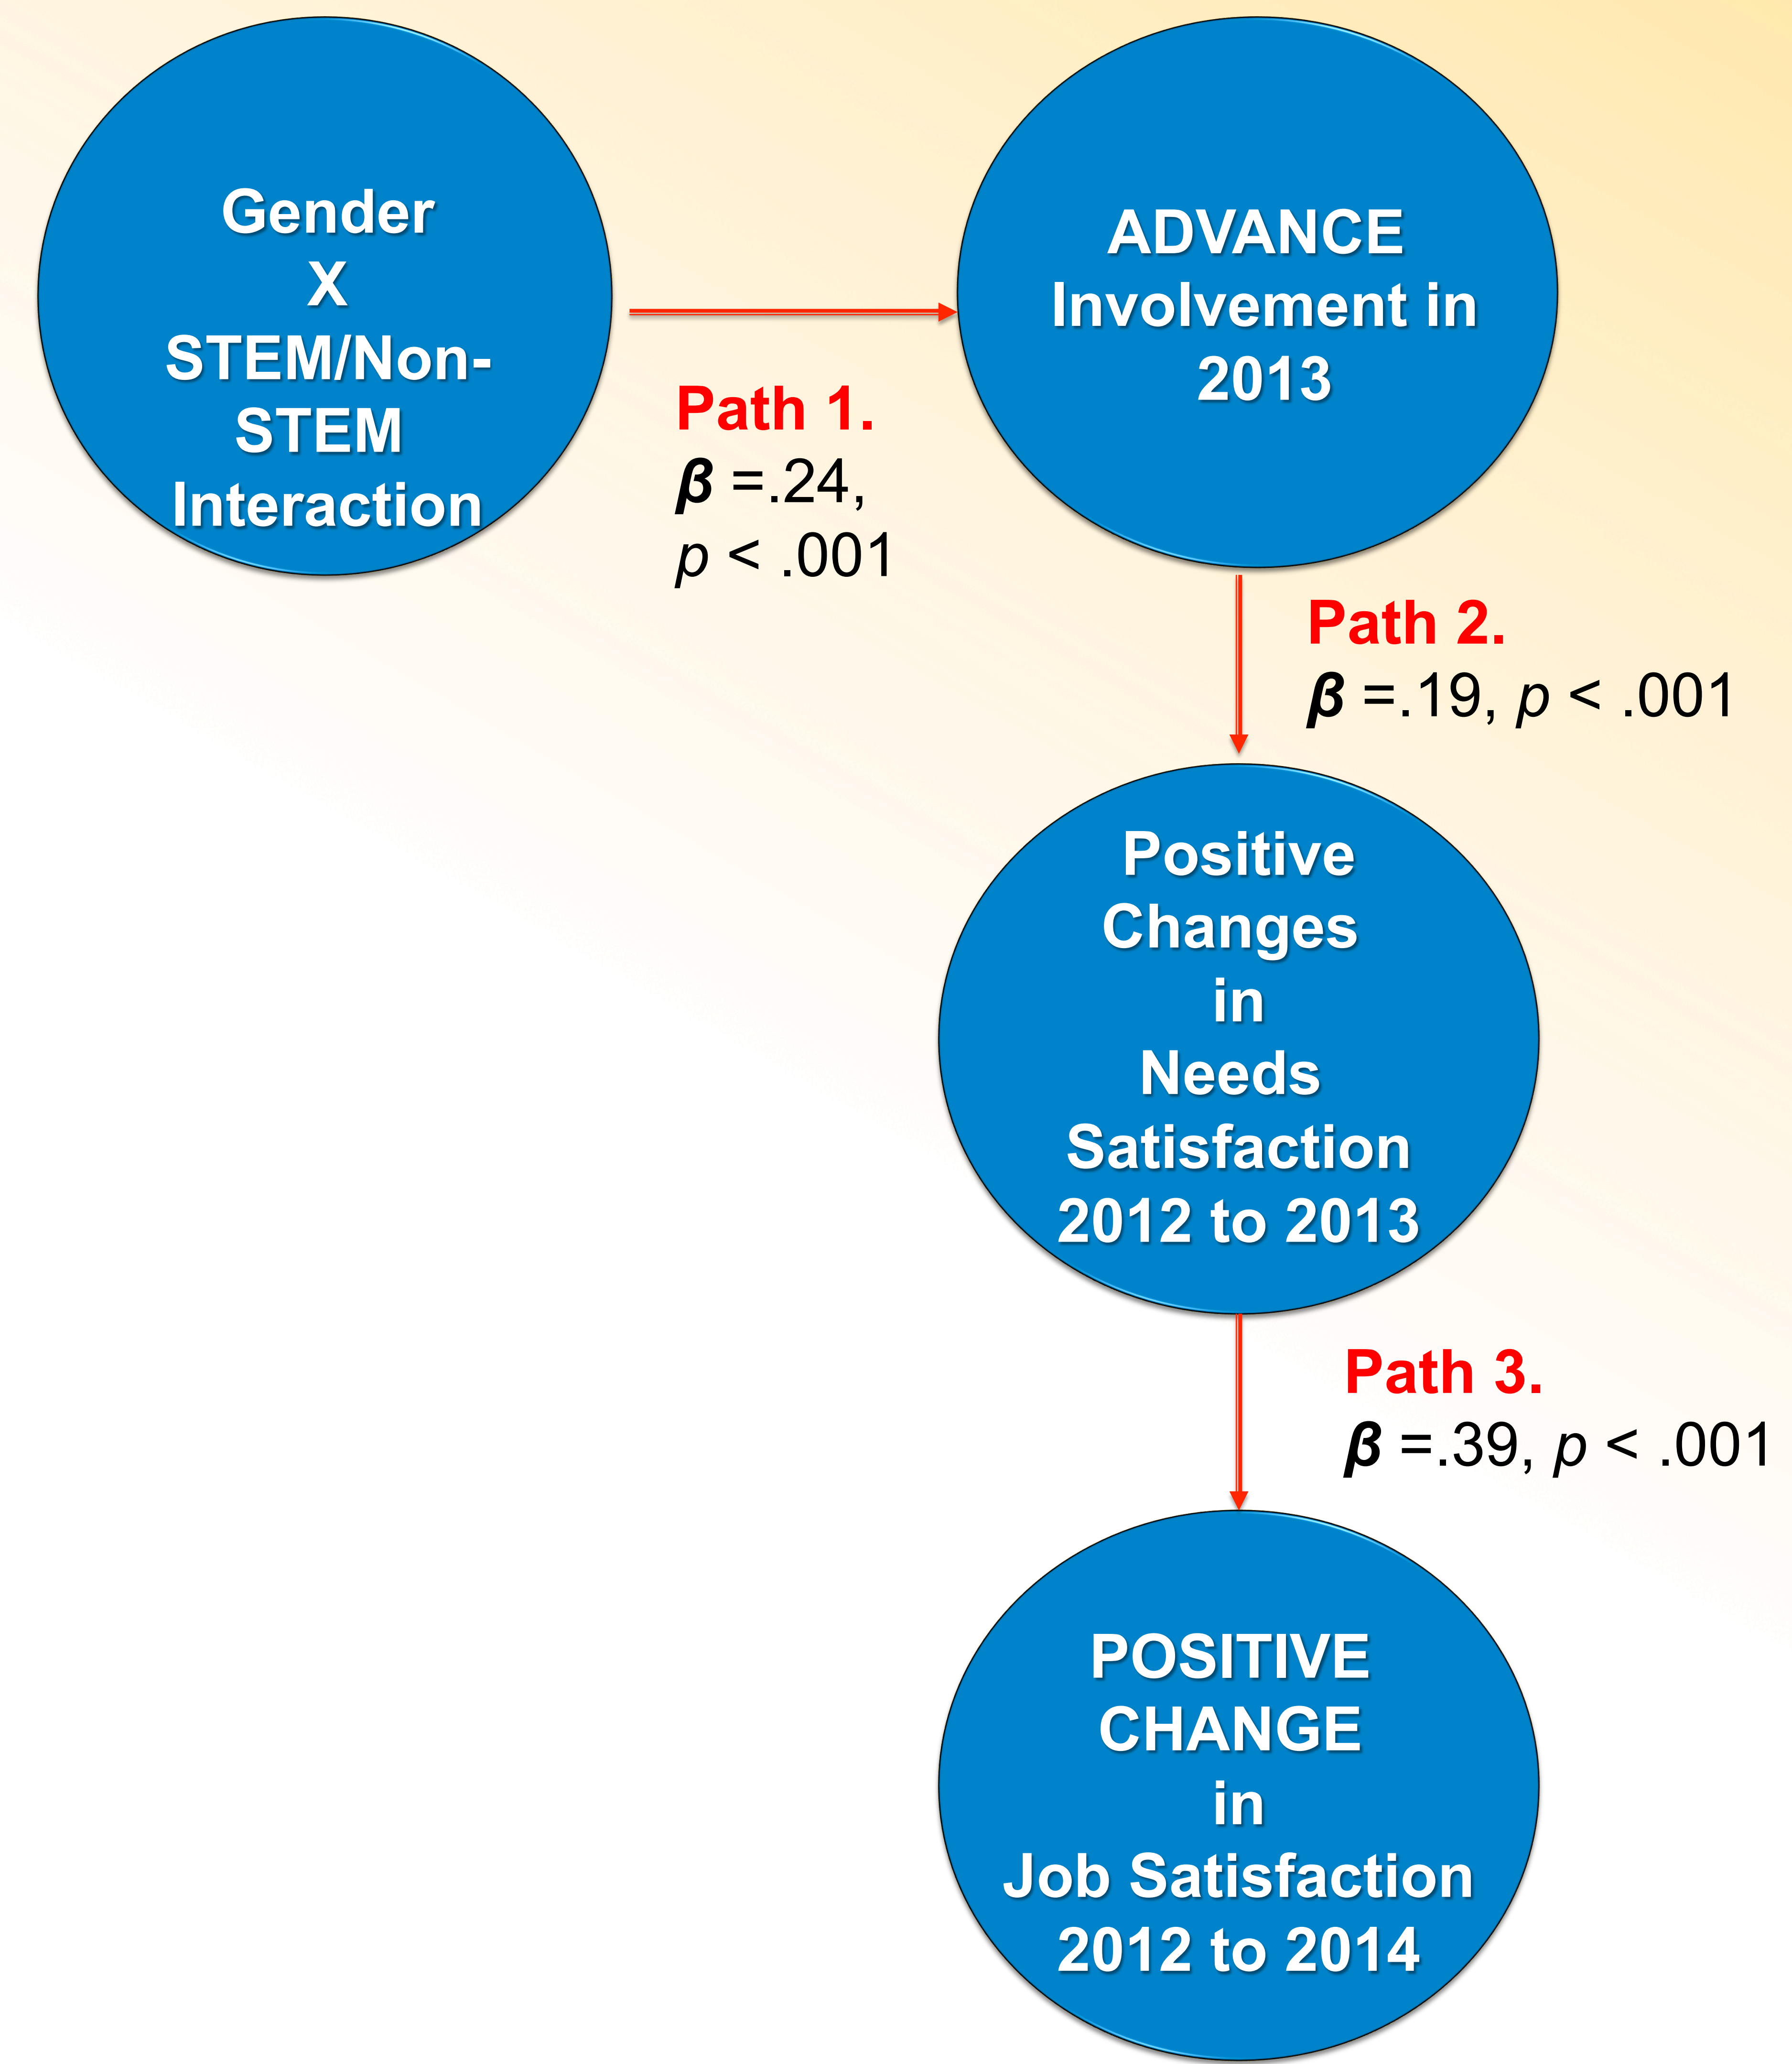 Gender
X
STEM/Non-
STEM
Interaction
ADVANCE
Involvement in
2013
Path 1.
β =.24,
p < .001
Path 2.
β =.19, p < .001
Positive
Changes
in
Needs
Satisfaction
2012 to 2013
Path 3.
β =.39, p < .001
POSITIVE
CHANGE
in
Job Satisfaction
2012 to 2014